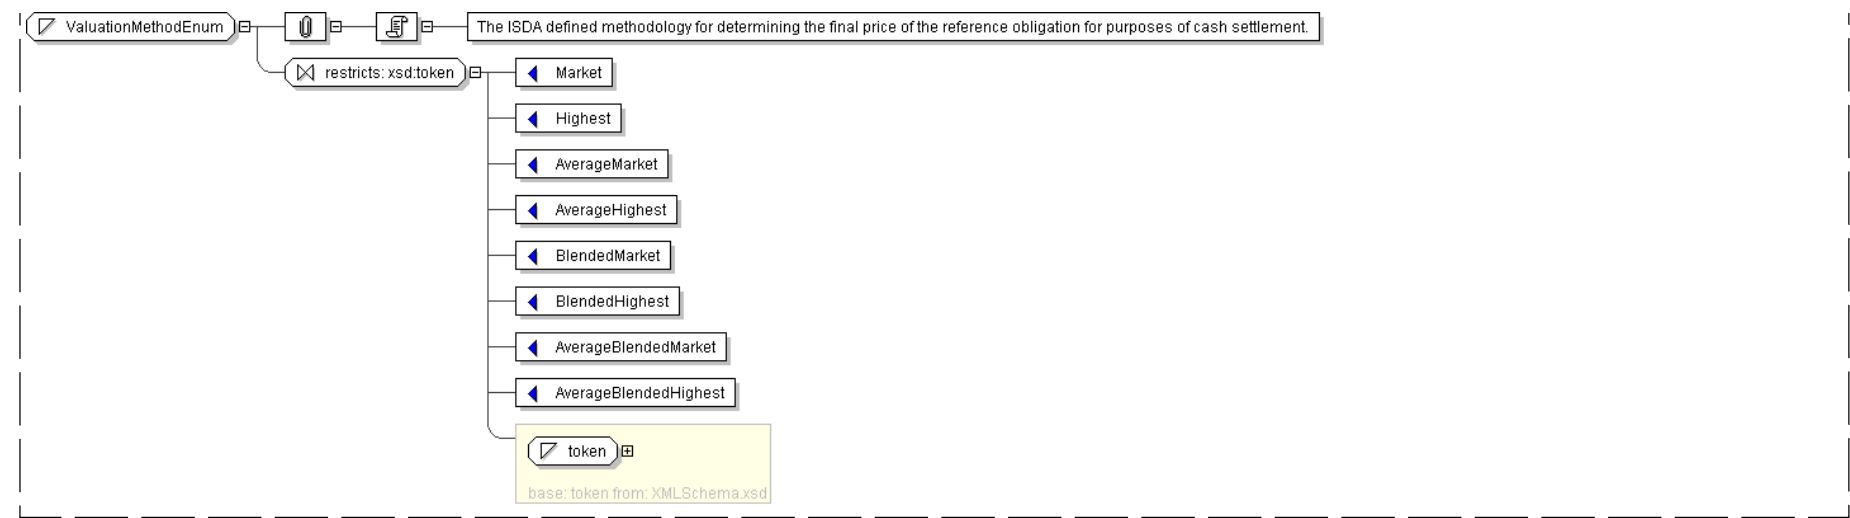 ValuationMethodEnum
The ISDA defined methodology for determining the final price of the reference obligation for purposes of cash settlement.
restricts: xsd:token
Market
Highest
AverageMarket
AverageHighest
BlendedMarket
BlendedHighest
AverageBlendedMarket
AverageBlendedHighest
token
base: token from: XMLSchema.xsd